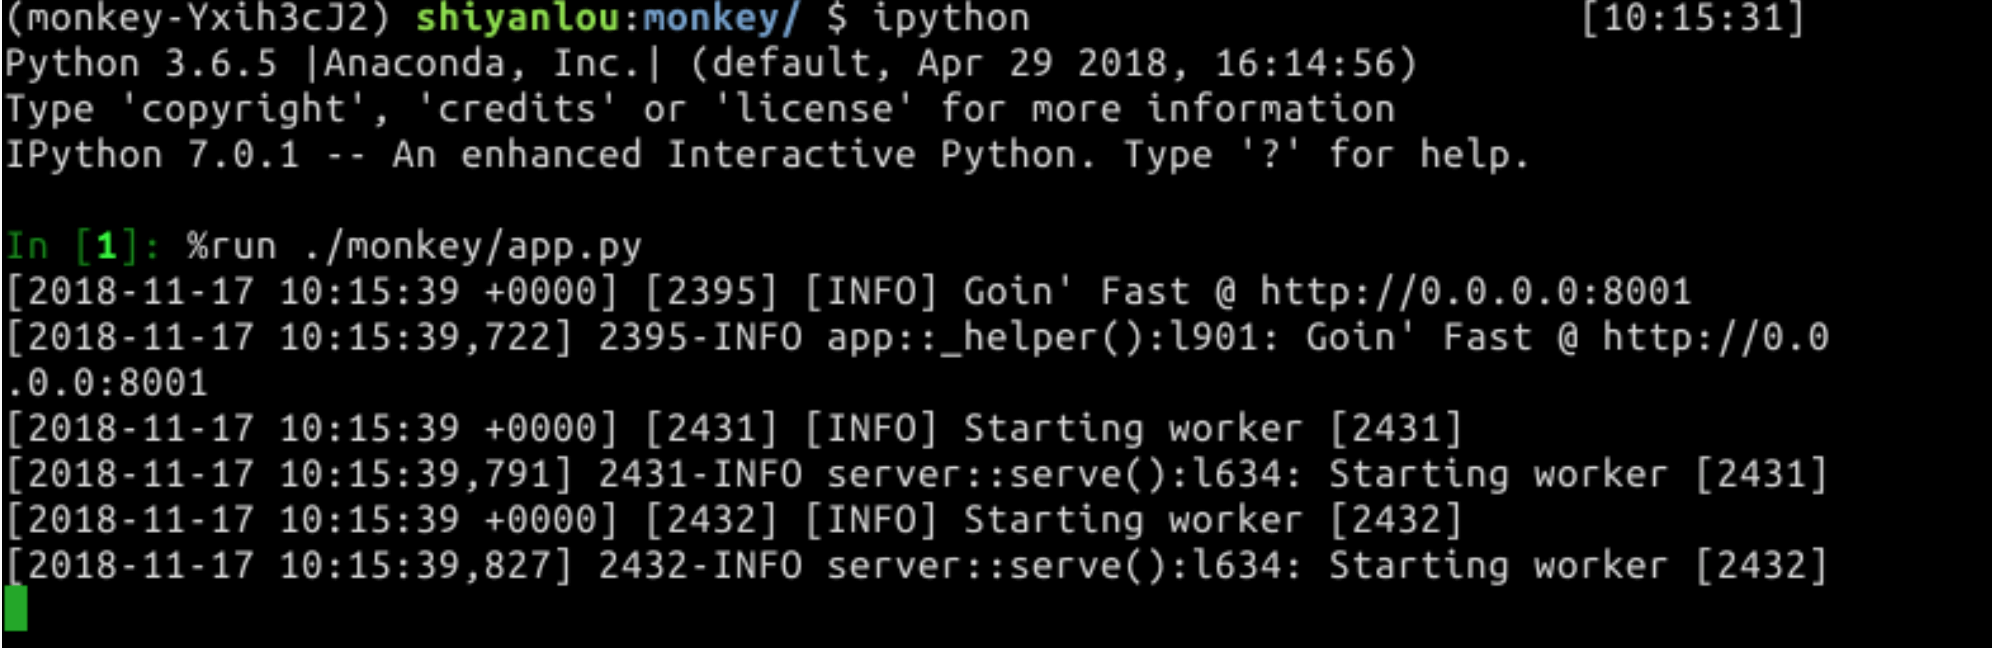 (monkey-Yxih3cJ2) shiyanlou:monkey/ $ ipython [10:15:31]
Python 3.6.5 |Anaconda, Inc.| (default, Apr 29 2018, 16:14:56)
Type 'copyright', 'credits' or 'license' for more information
IPython 7.0.1 -- An enhanced Interactive Python. Type '?' for help.
In [1]: %run ./monkey/app.py
[2018-11-17 10:15:39 +0000] [2395] [INFO] Goin' Fast @ http://0.0.0.0:8001
[2018-11-17 10:15:39,722] 2395-INFO app::_helper():l901: Goin' Fast @ http://0.0
.0.0:8001
[2018-11-17 10:15:39 +0000] [2431] [INFO] Starting worker [2431]
[2018-11-17 10:15:39,791] 2431-INFO server::serve():l634: Starting worker [2431]
[2018-11-17 10:15:39 +0000] [2432] [INFO] Starting worker [2432]
[2018-11-17 10:15:39,827] 2432-INFO server::serve():l634: Starting worker [2432]